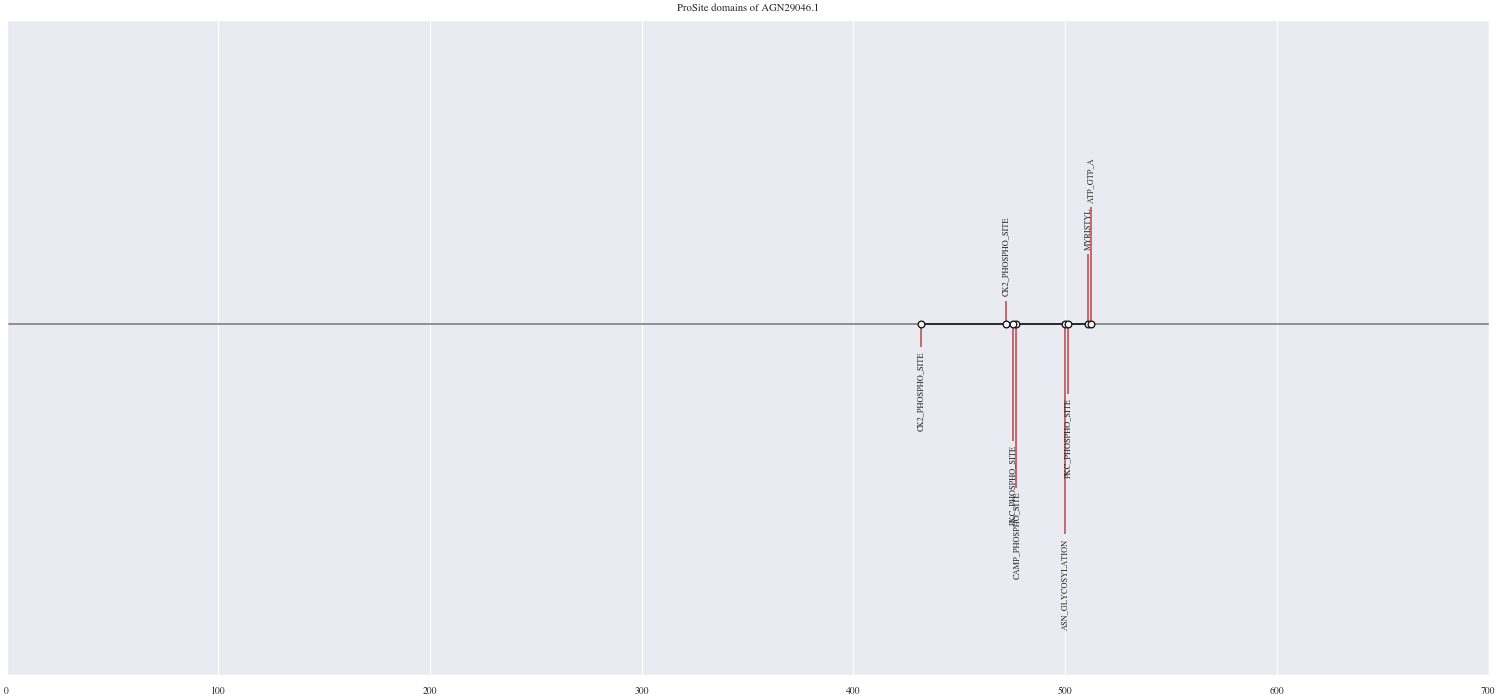 ProSite domains of AGN29046.1
ATP_GTP_A
MYRISTYL
CK2_PHOSPHO_SITE
CK2_PHOSPHO_SITE
PKC_PHOSPHO_SITE
PKC_PHOSPHO_SITE
CAMP_PHOSPHO_SITE
ASN_GLYCOSYLATION
0 100 200 300 400 500 600 700